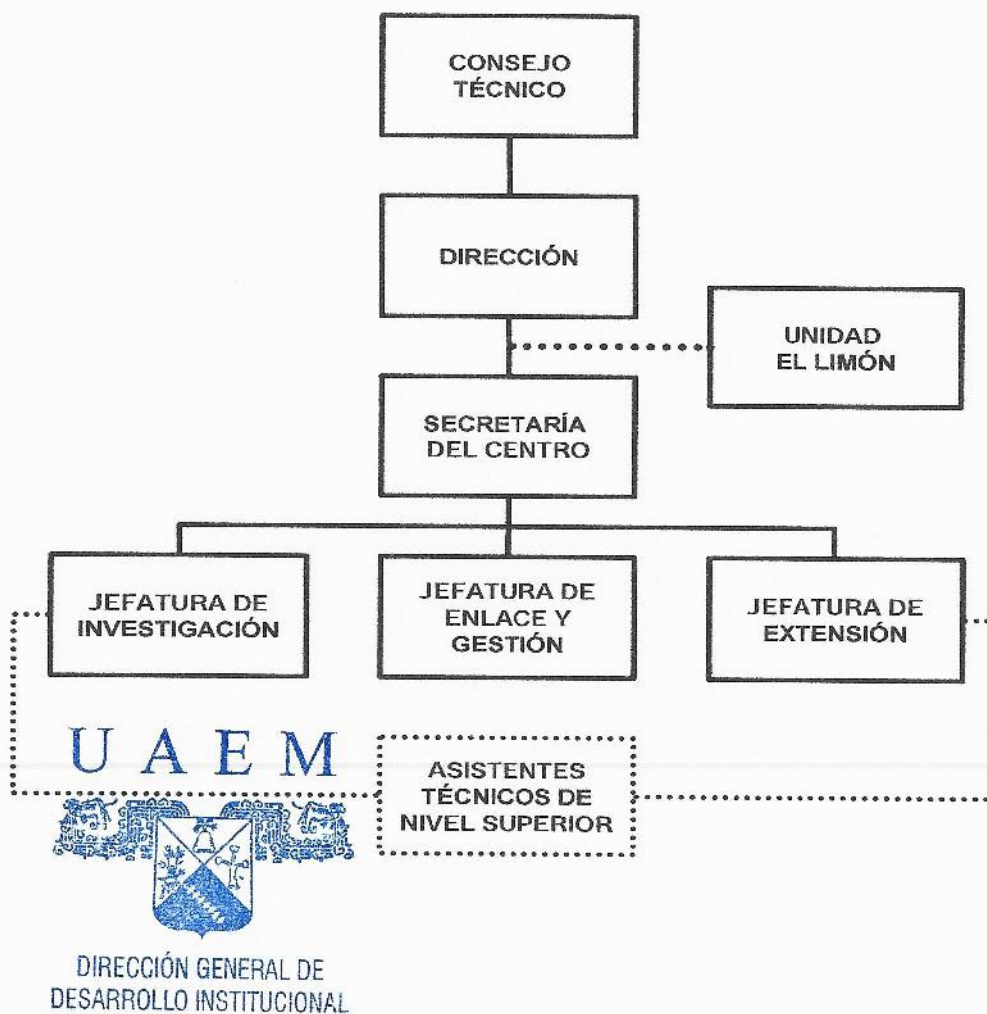 CONSEJO
TÉCNICO
DIRECCIÓN
UNIDAD
EL LIMÓN
SECRETARÍA
DEL CENTRO
JEFATURA DE
INVESTIGACIÓN
JEFATURA DE
ENLACE Y
GESTIÓN
JEFATURA DE
EXTENSIÓN
UAEM
ASISTENTES
TÉCNICOS DE
NIVEL SUPERIOR
DIRECCIÓN GENERAL DE
DESARROLLO INSTITUCIONAL